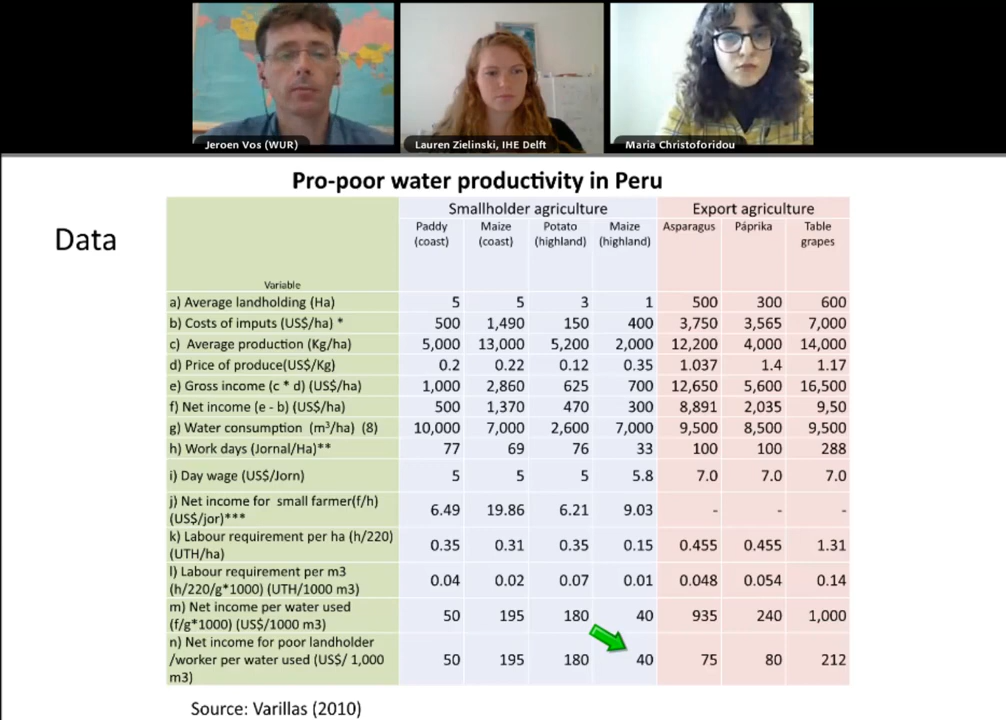 Jeroen Vos (WUR)
Lauren Zielinski, IHE Delft
Maria Christoforidou
Pro-poor water productivity in Peru
Data
Smallholder agriculture Export agriculture
Variable Paddy (coast) Maize (coast) Potato (highland) Maize (highland) Asparagus Páprika Table grapes
a) Average landholding (Ha) 5 5 3 1 500 300 600
b) Costs of imputs (US$/ha) * 500 1,490 150 400 3,750 3,565 7,000
c) Average production (Kg/ha) 5,000 13,000 5,200 2,000 12,200 4,000 14,000
d) Price of produce(US$/Kg) 0.2 0.22 0.12 0.35 1.037 1.4 1.17
e) Gross income (c * d) (US$/ha) 1,000 2,860 625 700 12,650 5,600 16,500
f) Net income (e - b) (US$/ha) 500 1,370 470 300 8,891 2,035 9,50
g) Water consumption (m³/ha) (8) 10,000 7,000 2,600 7,000 9,500 8,500 9,500
h) Work days (Jornal/Ha)** 77 69 76 33 100 100 288
i) Day wage (US$/Jorn) 5 5 5 5.8 7.0 7.0 7.0
j) Net income for small farmer(f/h) (US$/jor)*** 6.49 19.86 6.21 9.03 - - -
k) Labour requirement per ha (h/220) (UTH/ha) 0.35 0.31 0.35 0.15 0.455 0.455 1.31
l) Labour requirement per m3 (h/220/g*1000) (UTH/1000 m3) 0.04 0.02 0.07 0.01 0.048 0.054 0.14
m) Net income per water used (f/g*1000) (US$/1000 m3) 50 195 180 40 935 240 1,000
n) Net income for poor landholder /worker per water used (US$/ 1,000 m3) 50 195 180 40 75 80 212
Source: Varillas (2010)